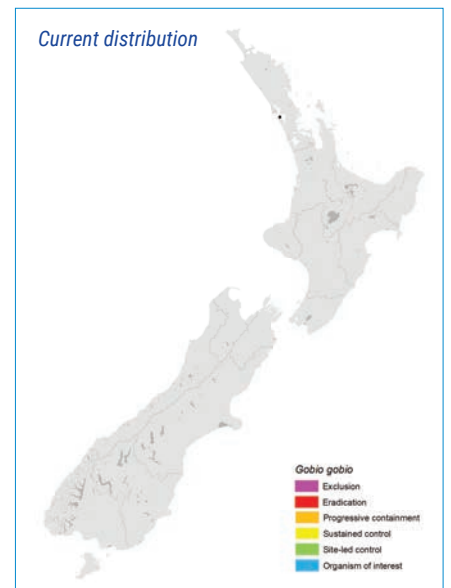 Current distribution
Gobio gobio
Exclusion
Eradication
Progressive containment
Sustained control
Site-led control
Organism of interest